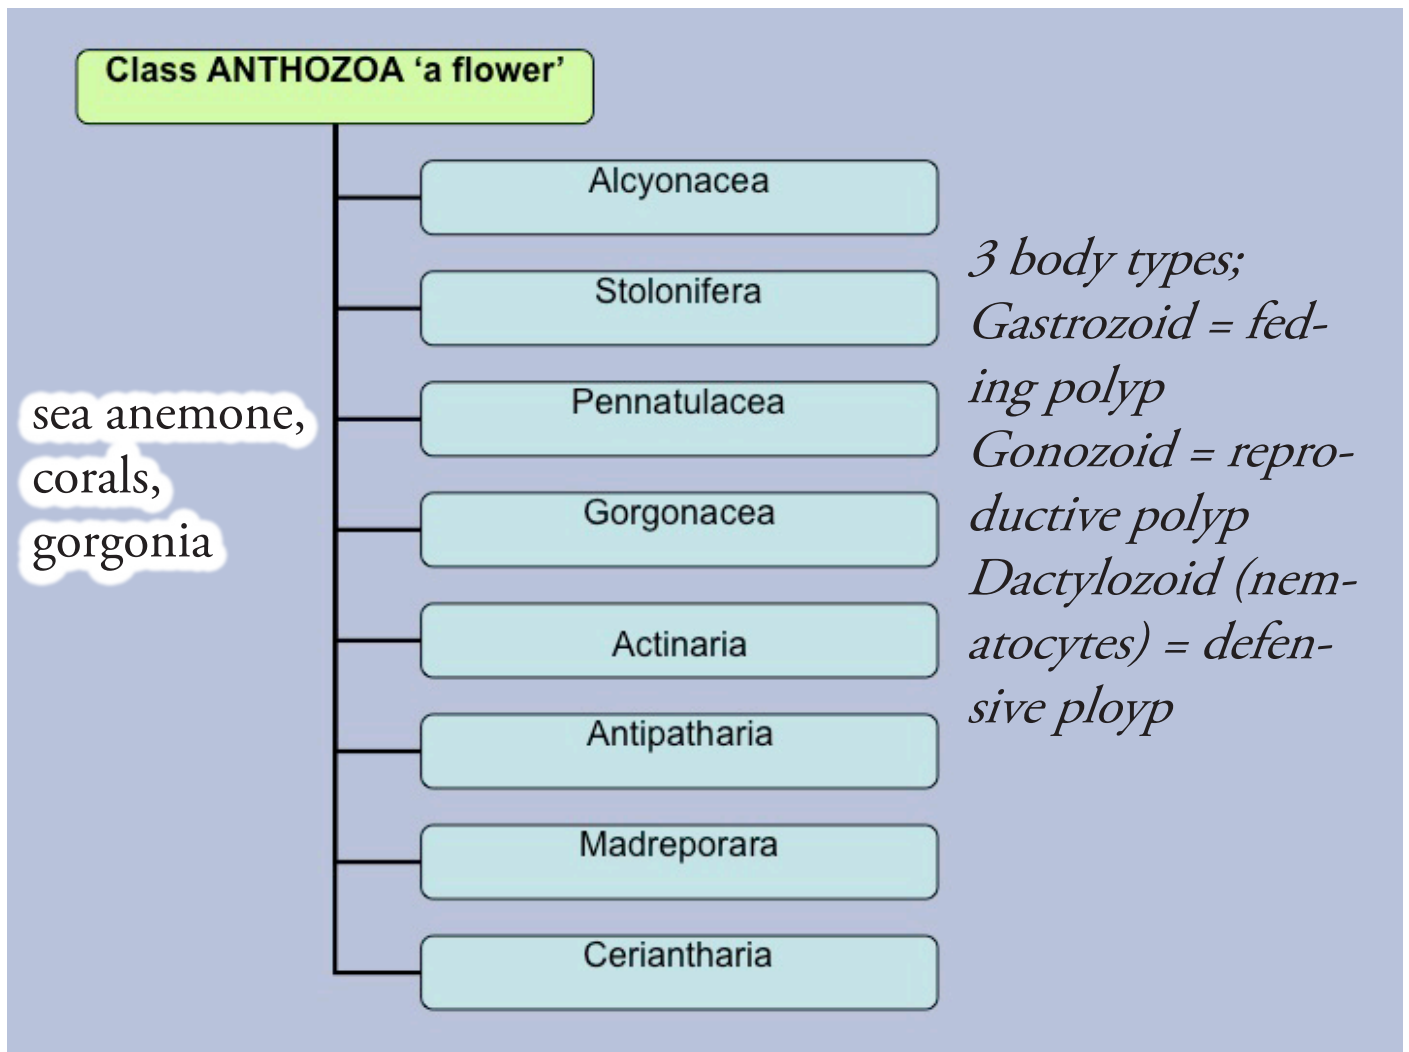 Class ANTHOZOA ‘a flower’
Alcyonacea
Stolonifera
Pennatulacea
Gorgonacea
Actinaria
Antipatharia
Madreporara
Ceriantharia
sea anemone,
corals,
gorgonia
3 body types;
Gastrozoid = fed-
ing polyp
Gonozoid = repro-
ductive polyp
Dactylozoid (nem-
atocytes) = defen-
sive ployp